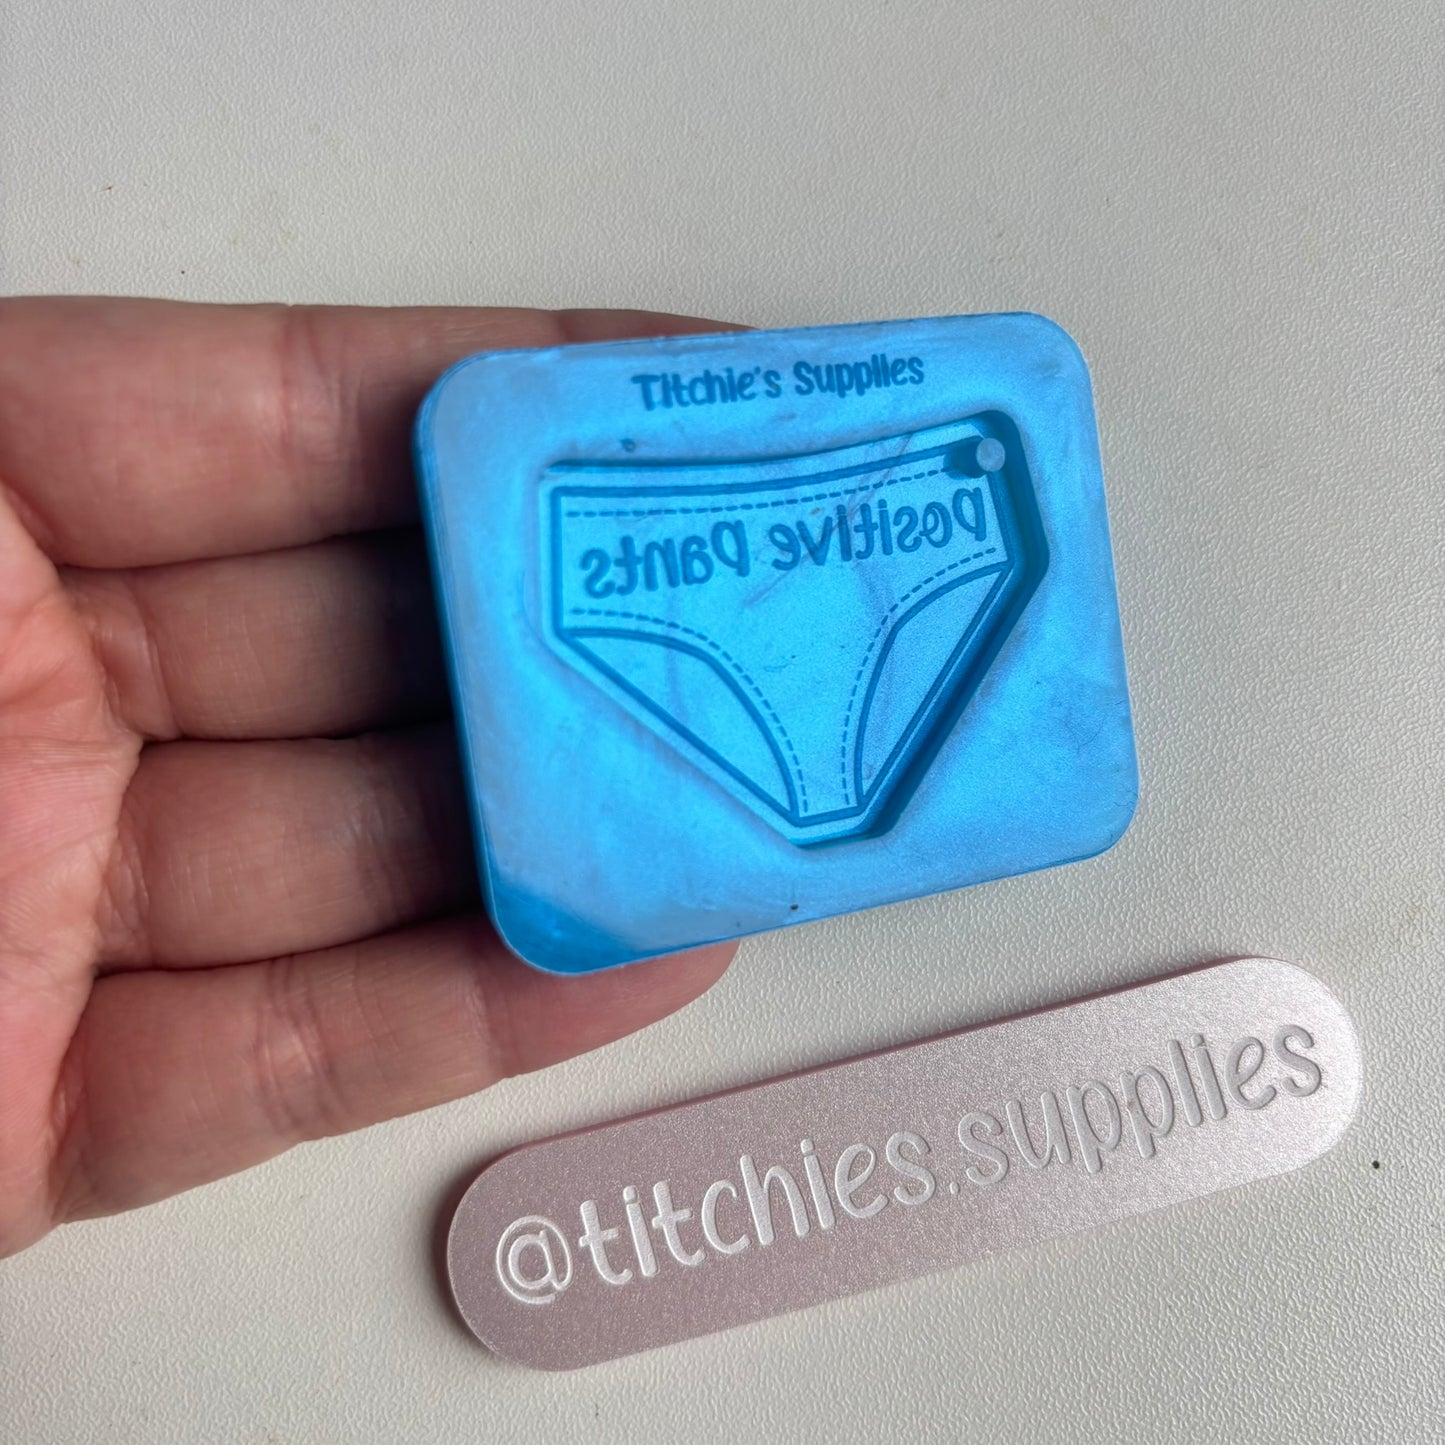 Titchie's Supplies
Positive Pants
@titchies.supplies